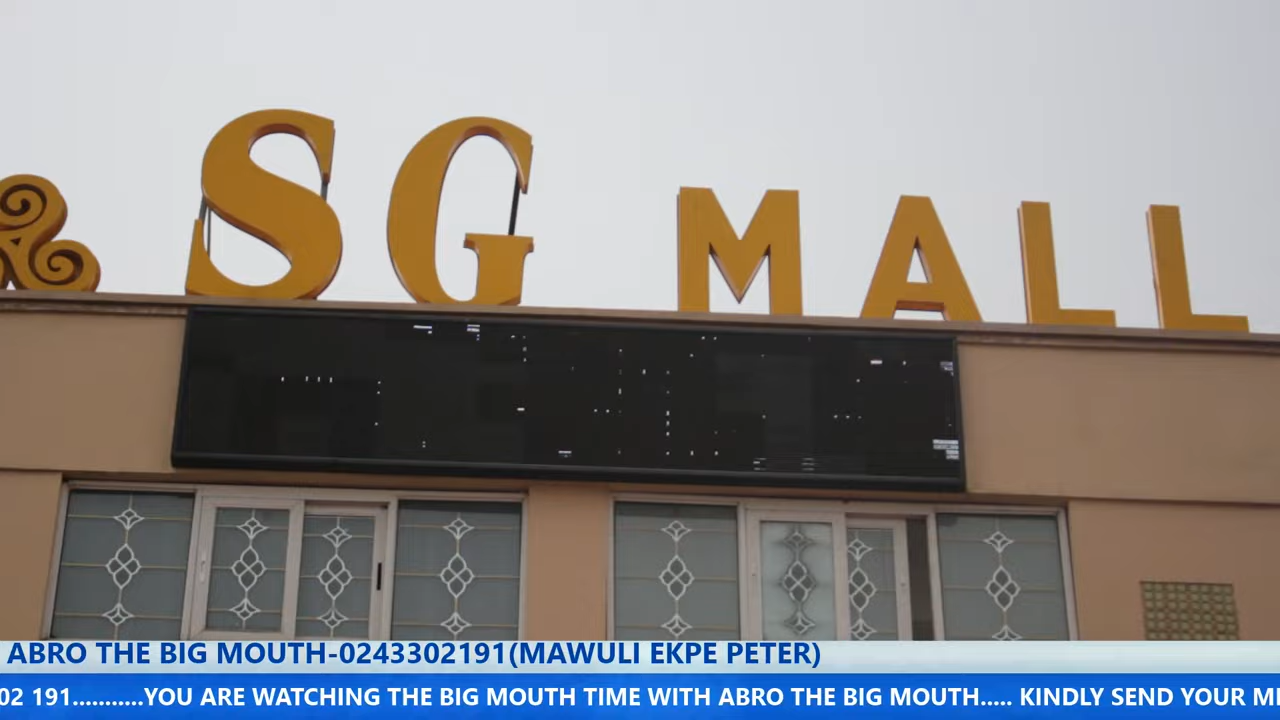 SG MALL
ABRO THE BIG MOUTH-0243302191(MAWULI EKPE PETER)
02 191...........YOU ARE WATCHING THE BIG MOUTH TIME WITH ABRO THE BIG MOUTH..... KINDLY SEND YOUR